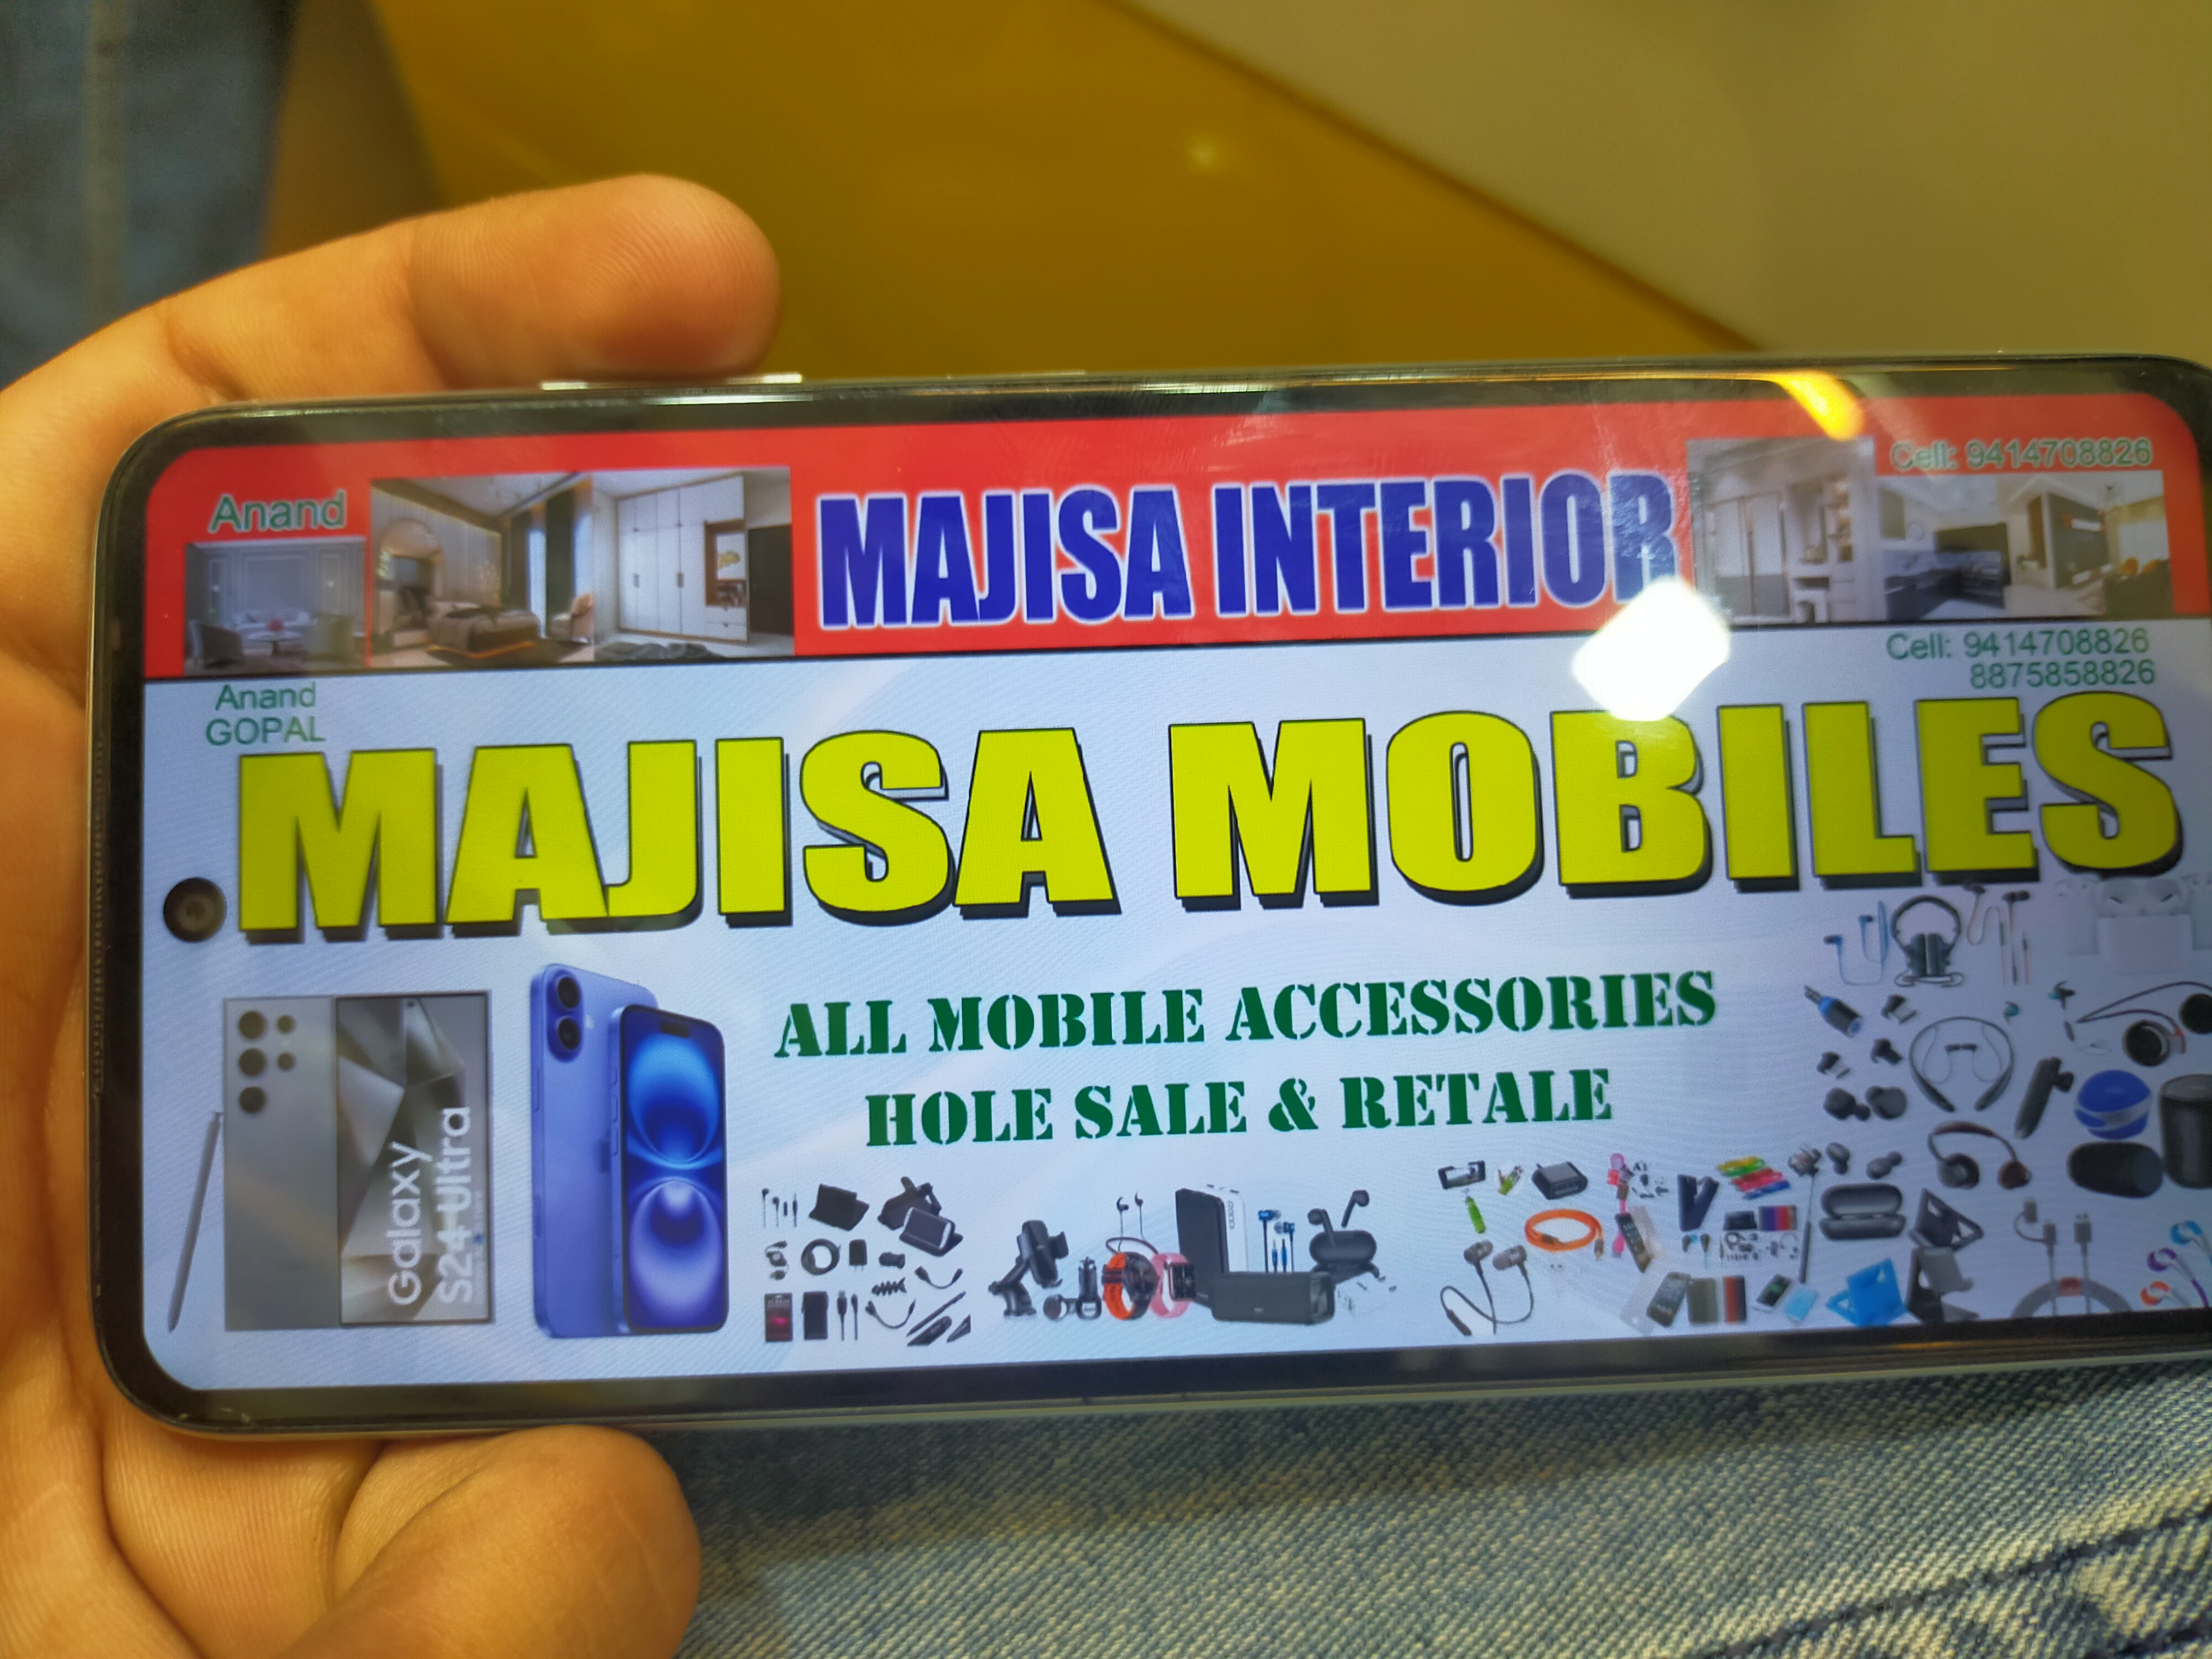 Cell: 9414708826
Anand
MAJISA INTERIOR
Cell: 9414708826
8875858826
Anand
GOPAL
MAJISA MOBILES
ALL MOBILE ACCESSORIES
HOLE SALE & RETALE
Galaxy
S24 Ultra